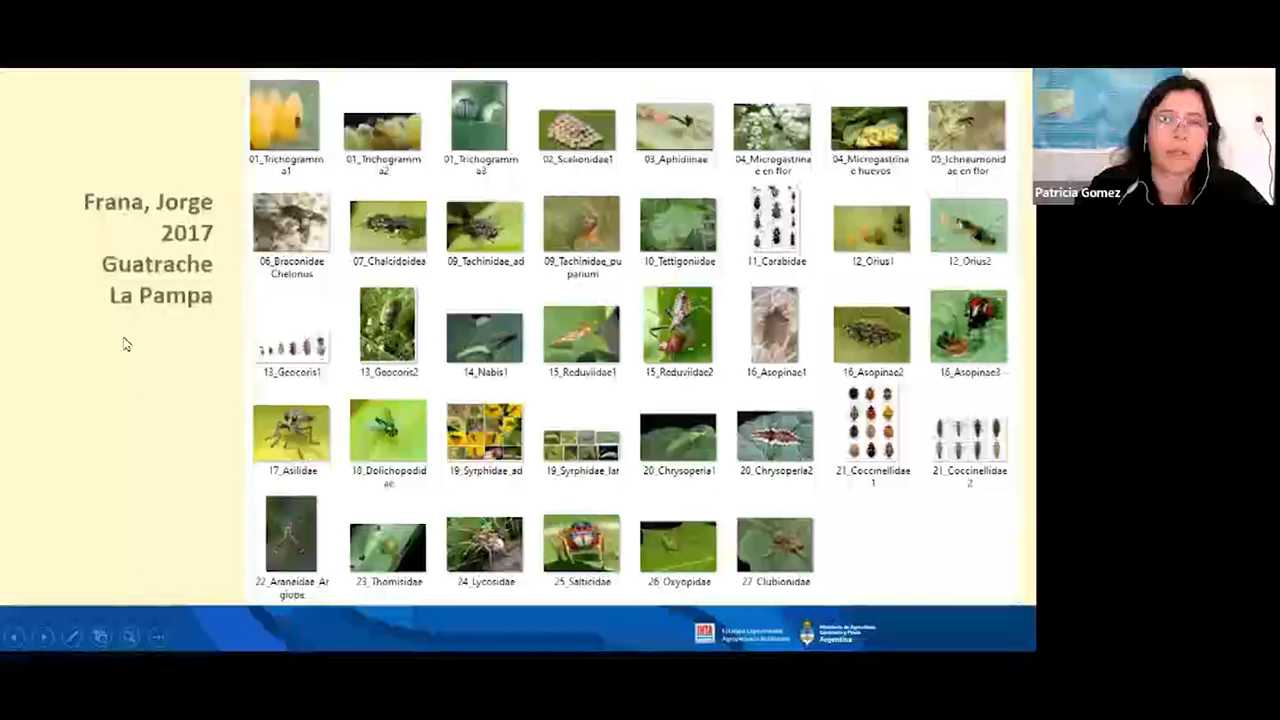 Frana, Jorge
2017
Guatrache
La Pampa
01_Trichogramm
a1
01_Trichogramm
a2
01_Trichogramm
a3
02_Scelionidae1
03_Aphidiinae
04_Microgastrina
e en flor
04_Microgastrina
e huevos
05_Ichneumonid
ae en flor
06_Braconidae
Chelonus
07_Chalcidoidea
09_Tachinidae_ad
09_Tachinidae_pu
parium
10_Tettigoniidae
11_Carabidae
12_Orius1
12_Orius2
13_Geocoris1
13_Geocoris2
14_Nabis1
15_Reduviidae1
15_Reduviidae2
16_Asopinae1
16_Asopinae2
16_Asopinae3
17_Asilidae
18_Dolichopodid
ae
19_Syrphidae_ad
19_Syrphidae_lar
20_Chrysoperla1
20_Chrysoperla2
21_Coccinellidae
1
21_Coccinellidae
2
22_Araneidae_Ar
giope
23_Thomisidae
24_Lycosidae
25_Salticidae
26_Oxyopidae
27_Clubionidae
INTA
Argentina
Patricia Gomez